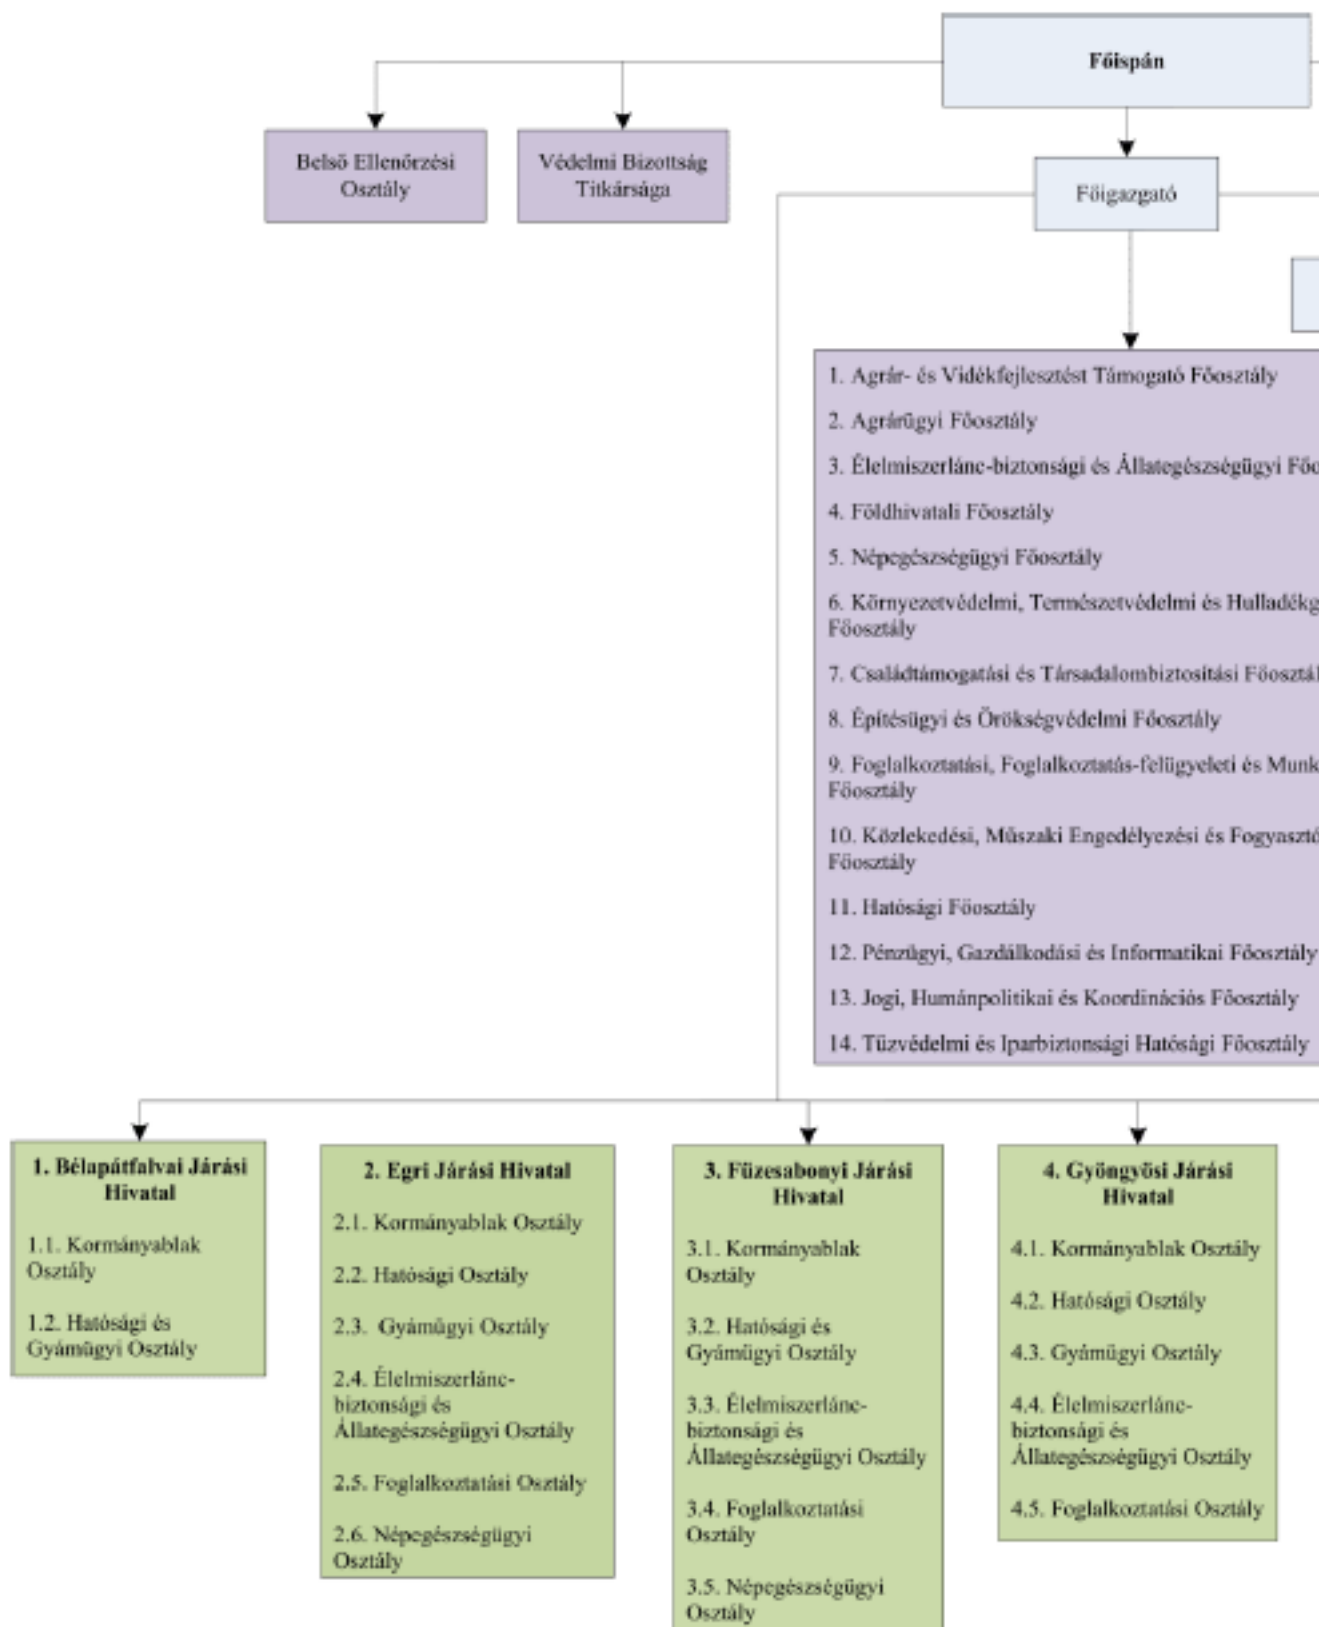 Főispán
Belső Ellenőrzési
Osztály
Védelmi Bizottság
Titkársága
Főigazgató
1. Agrár- és Vidékfejlesztést Támogató Főosztály
2. Agrárügyi Főosztály
3. Élelmiszerlánc-biztonsági és Állategészségügyi
4. Földhivatali Főosztály
5. Népegészségügyi Főosztály
6. Környezetvédelmi, Természetvédelmi és
Főosztály
7. Családtámogatási és Társadalombiztosítási
8. Építésügyi és Örökségvédelmi Főosztály
9. Foglalkoztatási, Foglalkoztatás-felügyeleti és
Főosztály
10. Közlekedési, Műszaki Engedélyezési és
Főosztály
11. Hatósági Főosztály
12. Pénzügyi, Gazdálkodási és Informatikai Főosztály
13. Jogi, Humánpolitikai és Koordinációs Főosztály
14. Tűzvédelmi és Iparbiztonsági Hatósági Főosztály
1. Bélapátfalvai Járási
Hivatal
1.1. Kormányablak
Osztály
1.2. Hatósági és
Gyámügyi Osztály
2. Egri Járási Hivatal
2.1. Kormányablak Osztály
2.2. Hatósági Osztály
2.3. Gyámügyi Osztály
2.4. Élelmiszerlánc-
biztonsági és
Állategészségügyi Osztály
2.5. Foglalkoztatási Osztály
2.6. Népegészségügyi
Osztály
3. Füzesabonyi Járási
Hivatal
3.1. Kormányablak
Osztály
3.2. Hatósági és
Gyámügyi Osztály
3.3. Élelmiszerlánc-
biztonsági és
Állategészségügyi Osztály
3.4. Foglalkoztatási
Osztály
3.5. Népegészségügyi
Osztály
4. Gyöngyösi Járási
Hivatal
4.1. Kormányablak Osztály
4.2. Hatósági Osztály
4.3. Gyámügyi Osztály
4.4. Élelmiszerlánc-
biztonsági és
Állategészségügyi Osztály
4.5. Foglalkoztatási Osztály